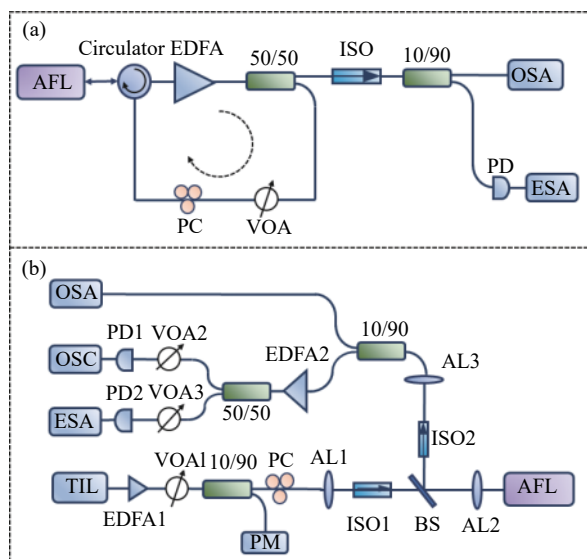 (a)
Circulator EDFA
50/50
ISO
10/90
AFL
OSA
PD
ESA
PC
VOA
(b)
OSA
10/90
PD1
VOA2
EDFA2
OSC
AL3
PD2
VOA3
ESA
50/50
ISO2
VOA1
10/90
PC
AL1
TIL
AFL
EDFA1
ISO1
BS
AL2
PM